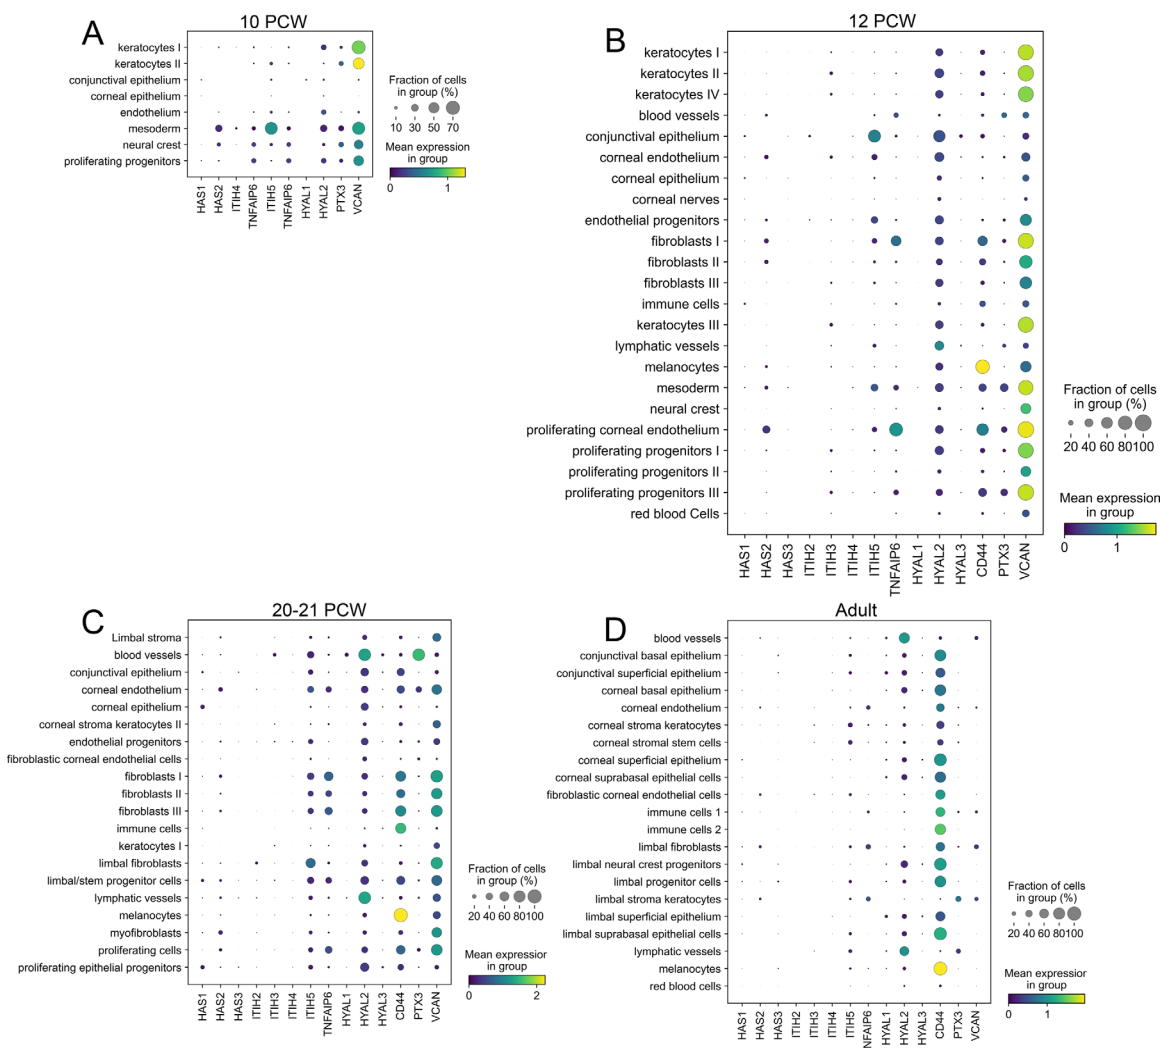 A
10 PCW
keratocytes I
keratocytes II
conjunctival epithelium
corneal epithelium
endothelium
mesoderm
neural crest
proliferating progenitors
HAS1
HAS2
ITIH4
TNFAIP6
ITIH5
TNFAIP6
HYAL1
HYAL2
PTX3
VCAN
Fraction of cells
in group (%)
10 30 50 70
Mean expression
in group
0 1
B
12 PCW
keratocytes I
keratocytes II
keratocytes IV
blood vessels
conjunctival epithelium
corneal endothelium
corneal epithelium
corneal nerves
endothelial progenitors
fibroblasts I
fibroblasts II
fibroblasts III
immune cells
keratocytes III
lymphatic vessels
melanocytes
mesoderm
neural crest
proliferating corneal endothelium
proliferating progenitors I
proliferating progenitors II
proliferating progenitors III
red blood Cells
HAS1
HAS2
HAS3
ITIH2
ITIH3
ITIH4
ITIH5
TNFAIP6
HYAL1
HYAL2
HYAL3
CD44
PTX3
VCAN
Fraction of cells
in group (%)
20 40 60 80 100
Mean expression
in group
0 1
C
20-21 PCW
Limbal stroma
blood vessels
conjunctival epithelium
corneal endothelium
corneal epithelium
corneal stroma keratocytes II
endothelial progenitors
fibroblastic corneal endothelial cells
fibroblasts I
fibroblasts II
fibroblasts III
immune cells
keratocytes I
limbal fibroblasts
limbal/stem progenitor cells
lymphatic vessels
melanocytes
myofibroblasts
proliferating cells
proliferating epithelial progenitors
HAS1
HAS2
HAS3
ITIH2
ITIH3
ITIH4
ITIH5
TNFAIP6
HYAL1
HYAL2
HYAL3
CD44
PTX3
VCAN
Fraction of cells
in group (%)
20 40 60 80 100
Mean expression
in group
0 2
D
Adult
blood vessels
conjunctival basal epithelium
conjunctival superficial epithelium
corneal basal epithelium
corneal endothelium
corneal stroma keratocytes
corneal stromal stem cells
corneal superficial epithelium
corneal suprabasal epithelial cells
fibroblastic corneal endothelial cells
immune cells 1
immune cells 2
limbal fibroblasts
limbal neural crest progenitors
limbal progenitor cells
limbal stroma keratocytes
limbal superficial epithelium
limbal suprabasal epithelial cells
lymphatic vessels
melanocytes
red blood cells
HAS1
HAS2
HAS3
ITIH2
ITIH3
ITIH4
ITIH5
NFAIP6
HYAL1
HYAL2
HYAL3
CD44
PTX3
VCAN
Fraction of cells
in group (%)
20 40 60 80 100
Mean expression
in group
0 1